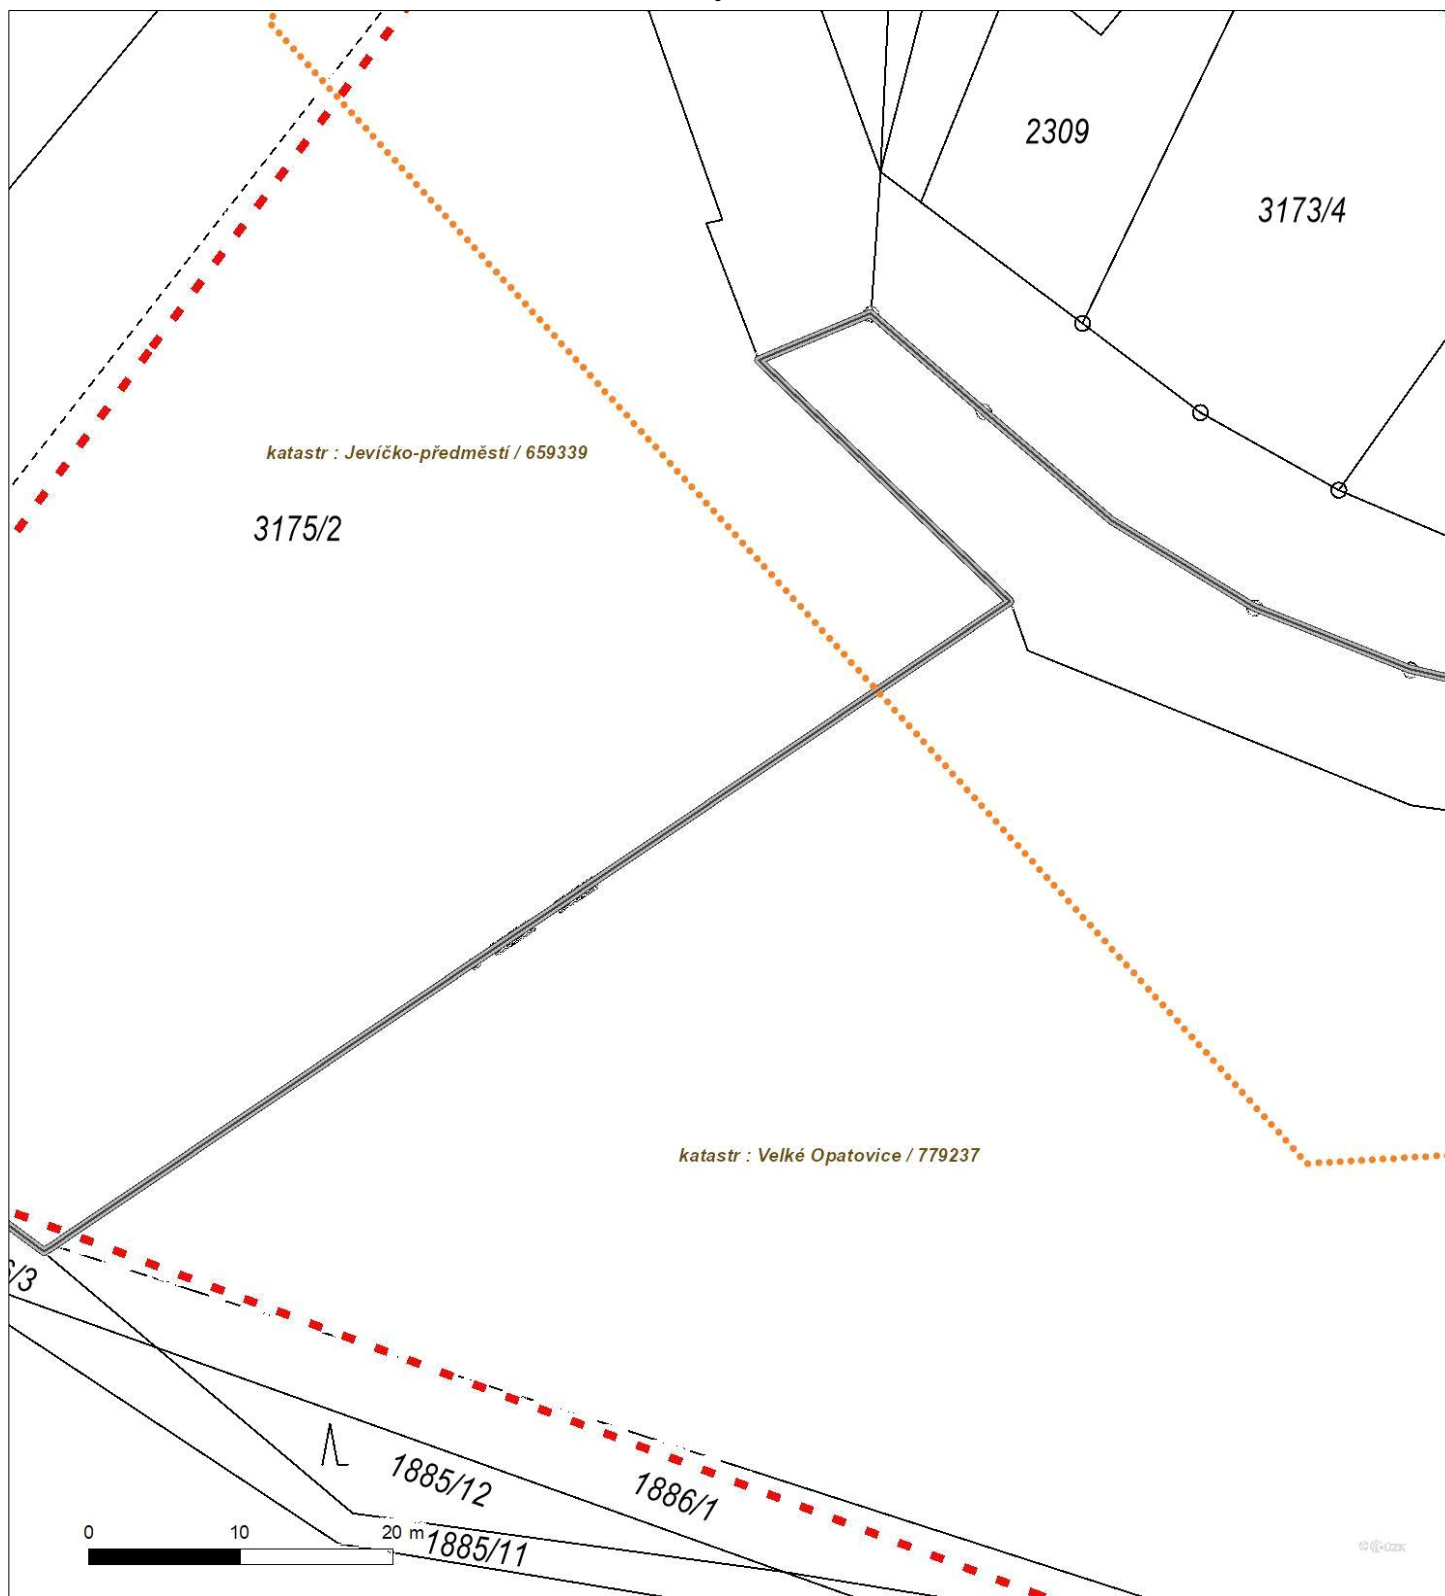 2309
3173/4
katastr : Jevíčko-předměstí / 659339
3175/2
katastr : Velké Opatovice / 779237
/3
1885/12
1886/1
0 10 20 m
1885/11